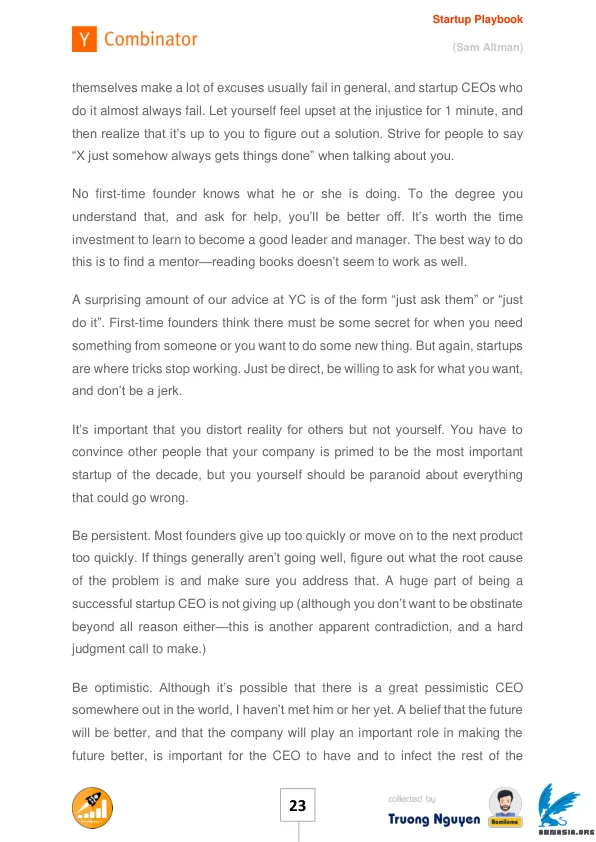 Startup Playbook
Y Combinator
(Sam Altman)
themselves make a lot of excuses usually fail in general, and startup CEOs who
do it almost always fail. Let yourself feel upset at the injustice for 1 minute, and
then realize that it’s up to you to figure out a solution. Strive for people to say
“X just somehow always gets things done” when talking about you.
No first-time founder knows what he or she is doing. To the degree you
understand that, and ask for help, you’ll be better off. It’s worth the time
investment to learn to become a good leader and manager. The best way to do
this is to find a mentor—reading books doesn’t seem to work as well.
A surprising amount of our advice at YC is of the form “just ask them” or “just
do it”. First-time founders think there must be some secret for when you need
something from someone or you want to do some new thing. But again, startups
are where tricks stop working. Just be direct, be willing to ask for what you want,
and don’t be a jerk.
It’s important that you distort reality for others but not yourself. You have to
convince other people that your company is primed to be the most important
startup of the decade, but you yourself should be paranoid about everything
that could go wrong.
Be persistent. Most founders give up too quickly or move on to the next product
too quickly. If things generally aren’t going well, figure out what the root cause
of the problem is and make sure you address that. A huge part of being a
successful startup CEO is not giving up (although you don’t want to be obstinate
beyond all reason either—this is another apparent contradiction, and a hard
judgment call to make.)
Be optimistic. Although it’s possible that there is a great pessimistic CEO
somewhere out in the world, I haven’t met him or her yet. A belief that the future
will be better, and that the company will play an important role in making the
future better, is important for the CEO to have and to infect the rest of the
23
collected by
Truong Nguyen
ABNASIA.ORG